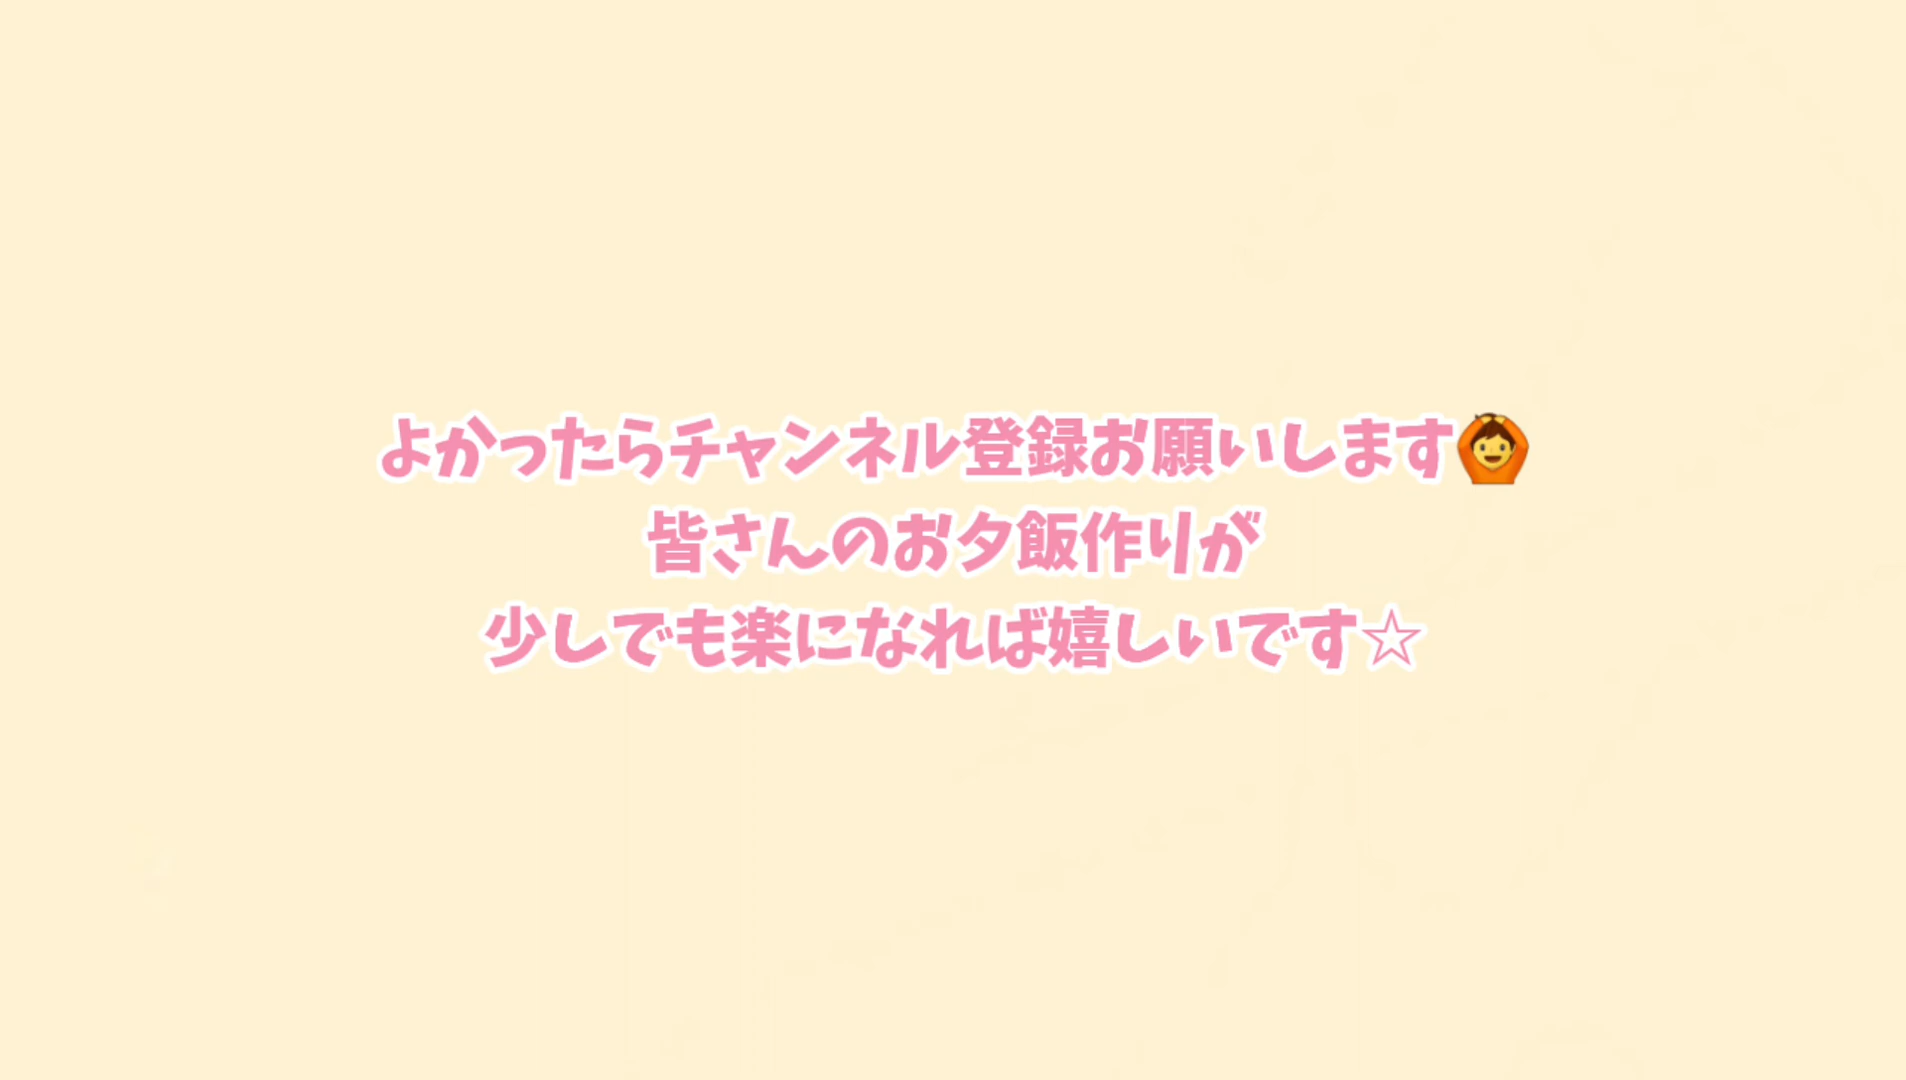 よかったらチャンネル登録お願いします🙆
皆さんのお夕飯作りが
少しでも楽になれば嬉しいです☆